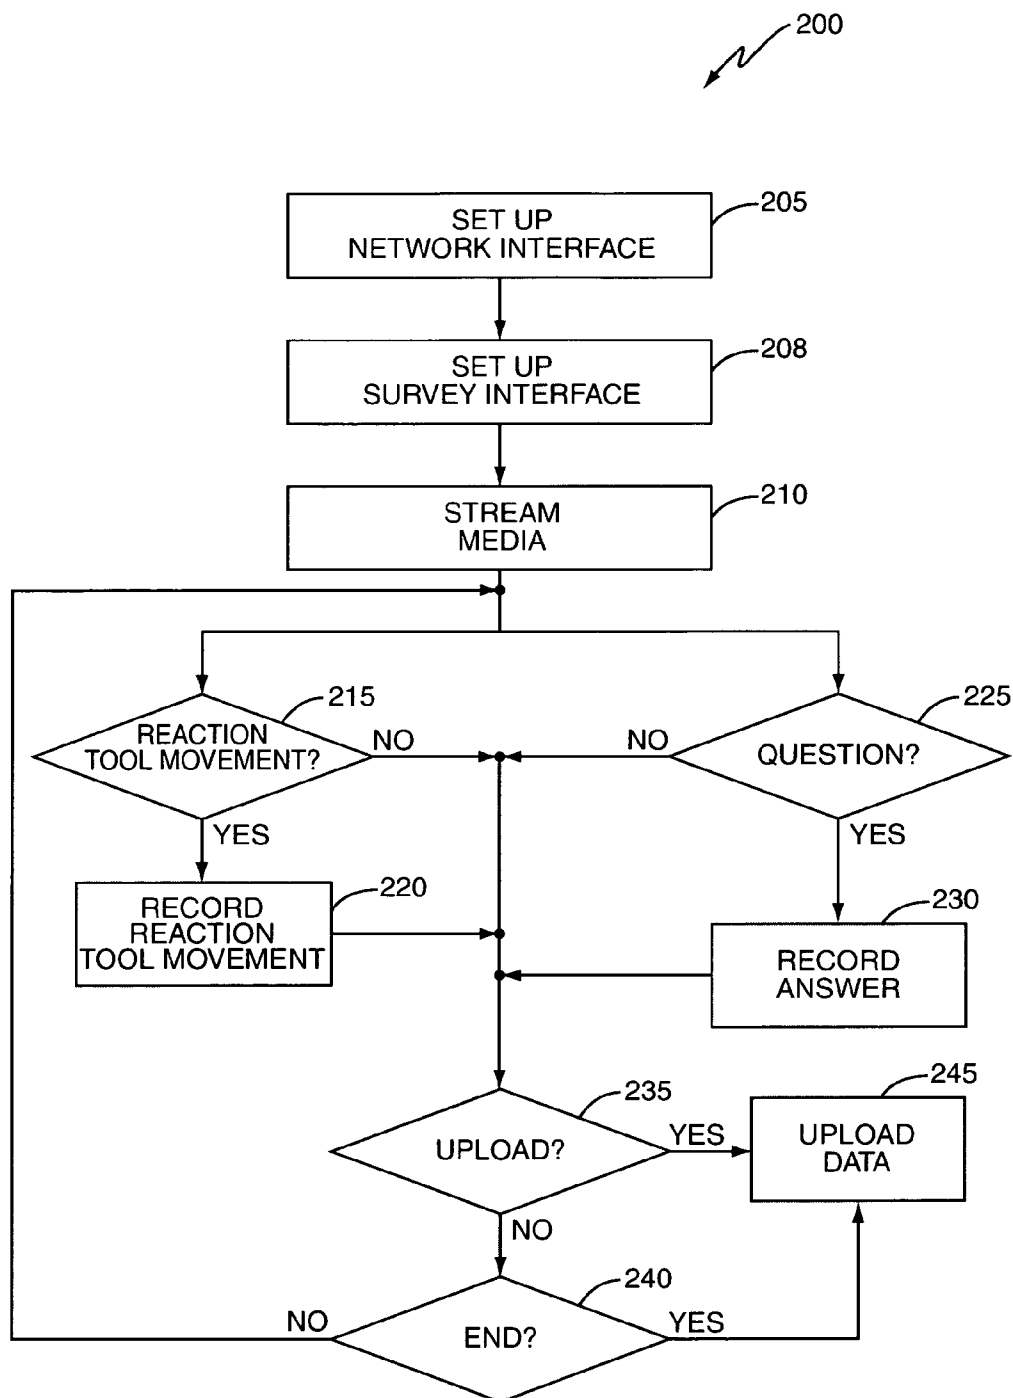 200
205
SET UP
NETWORK INTERFACE
208
SET UP
SURVEY INTERFACE
210
STREAM
MEDIA
215
REACTION
TOOL MOVEMENT?
NO
NO
225
QUESTION?
YES
YES
220
RECORD
REACTION
TOOL MOVEMENT
230
RECORD
ANSWER
235
UPLOAD?
YES
245
UPLOAD
DATA
NO
240
END?
NO
YES